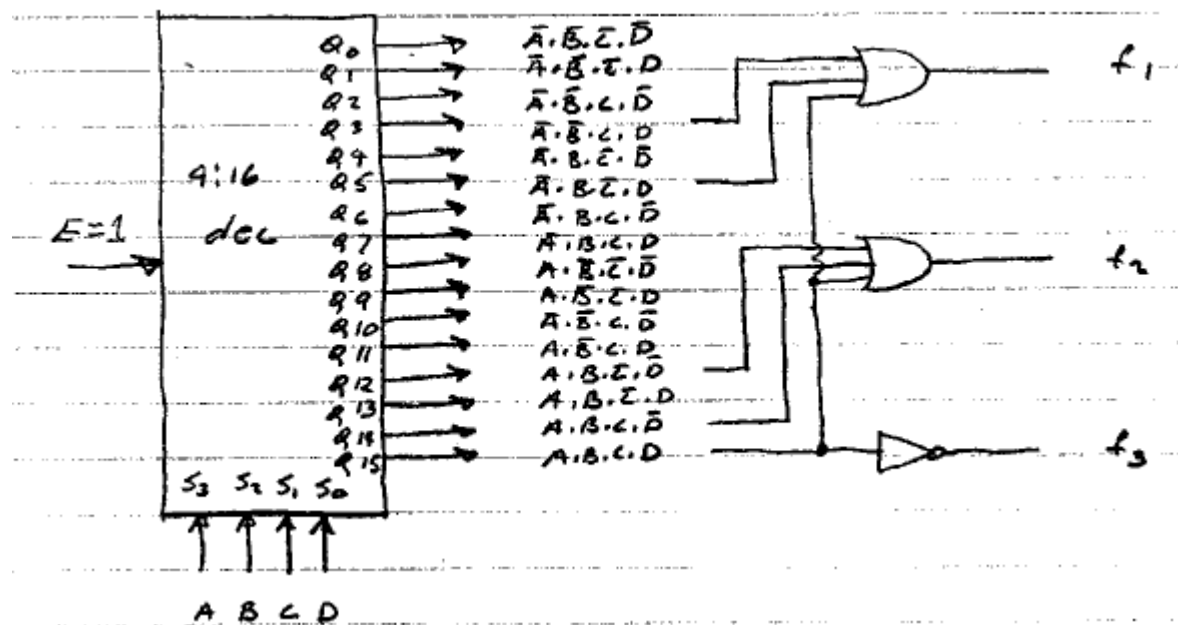 Q0 Ā·B̄·C̄·D̄
Q1 Ā·B̄·C̄·D f1
Q2 Ā·B̄·C·D̄
Q3 Ā·B̄·C·D
Q4 Ā·B·C̄·D̄
4:16 Q5 Ā·B·C̄·D
Q6 Ā·B·C·D̄
E=1 dec Q7 Ā·B·C·D
Q8 A·B̄·C̄·D̄ f2
Q9 A·B̄·C̄·D
Q10 Ā·B̄·C·D̄
Q11 A·B̄·C·D
Q12 A·B·C̄·D̄
Q13 A·B·C̄·D
Q14 A·B·C·D̄
Q15 A·B·C·D f3
S3 S2 S1 S0
A B C D